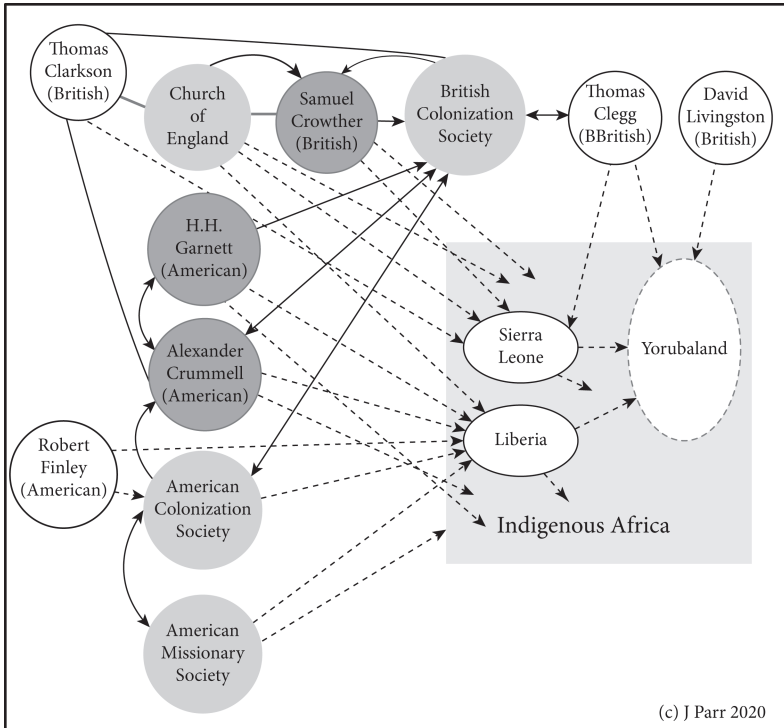 Thomas
Clarkson
(British)
Church
of
England
Samuel
Crowther
(British)
British
Colonization
Society
Thomas
Clegg
(BBritish)
David
Livingston
(British)
H.H.
Garnett
(American)
Alexander
Crummell
(American)
Sierra
Leone
Yorubaland
Robert
Finley
(American)
Liberia
American
Colonization
Society
Indigenous Africa
American
Missionary
Society
(c) J Parr 2020